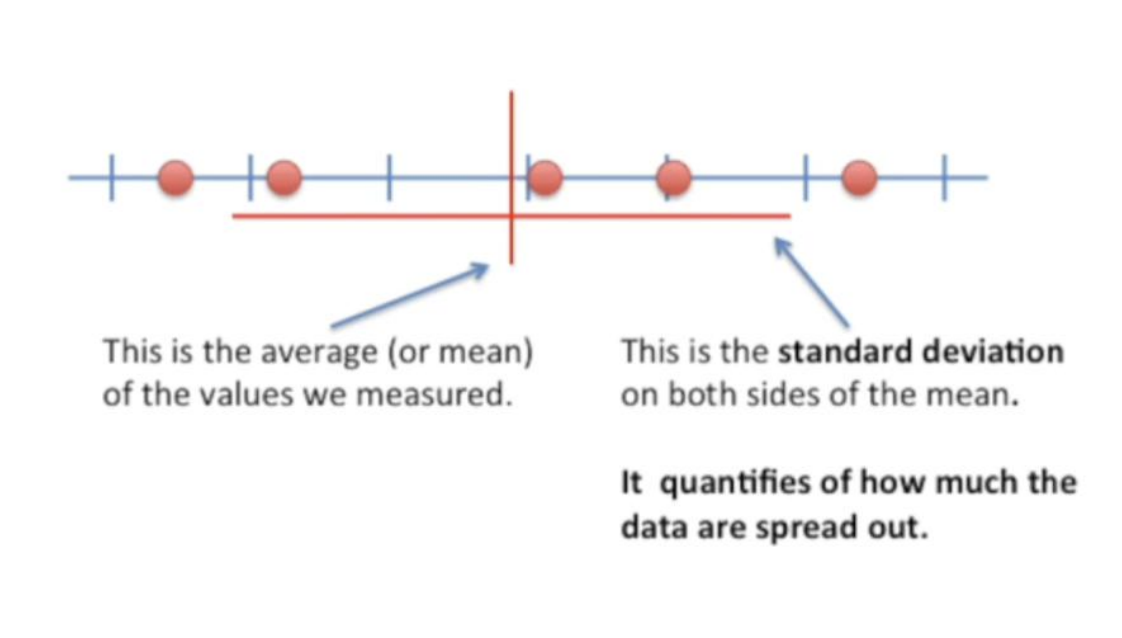 This is the average (or mean)
of the values we measured.
This is the standard deviation
on both sides of the mean.
It  quantifies of how much the
data are spread out.